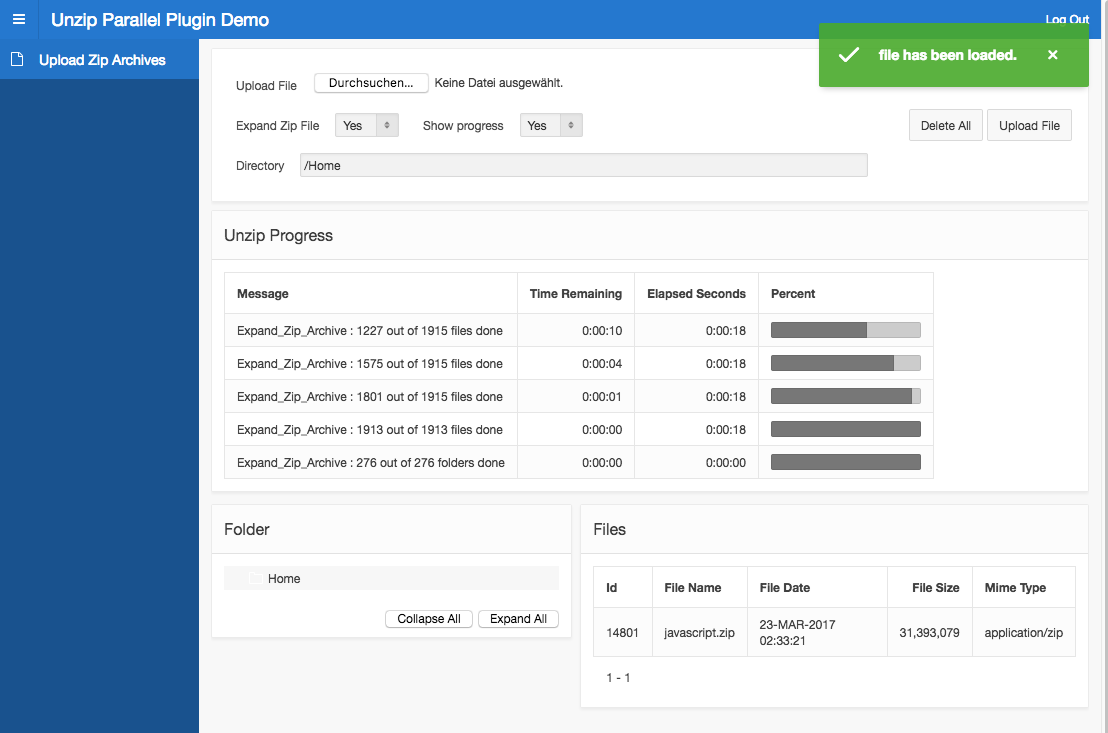 Unzip Parallel Plugin Demo
Log Out
Upload Zip Archives
file has been loaded.
Upload File Durchsuchen... Keine Datei ausgewählt.
Expand Zip File Yes Show progress Yes Delete All Upload File
Directory /Home
Unzip Progress
Message Time Remaining Elapsed Seconds Percent
Expand_Zip_Archive : 1227 out of 1915 files done 0:00:10 0:00:18
Expand_Zip_Archive : 1575 out of 1915 files done 0:00:04 0:00:18
Expand_Zip_Archive : 1801 out of 1915 files done 0:00:01 0:00:18
Expand_Zip_Archive : 1913 out of 1913 files done 0:00:00 0:00:18
Expand_Zip_Archive : 276 out of 276 folders done 0:00:00 0:00:00
Folder
Home
Collapse All Expand All
Files
Id File Name File Date File Size Mime Type
14801 javascript.zip 23-MAR-2017 31,393,079 application/zip
02:33:21
1 - 1